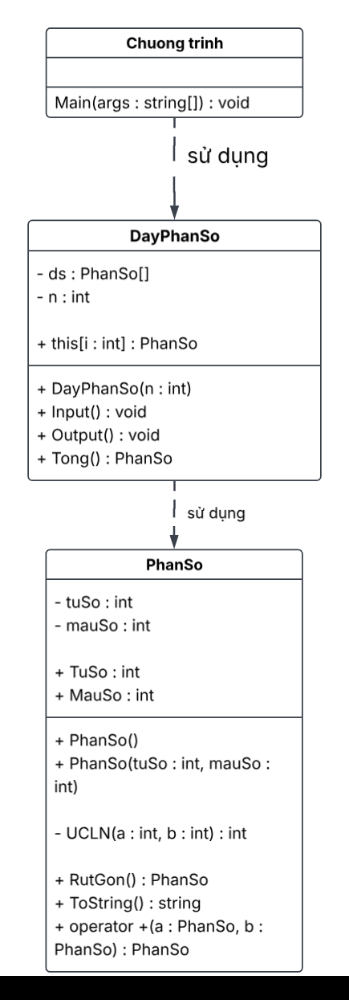 Chuong trinh
Main(args : string[]) : void
sử dụng
DayPhanSo
- ds : PhanSo[]
- n : int
+ this[i : int] : PhanSo
+ DayPhanSo(n : int)
+ Input() : void
+ Output() : void
+ Tong() : PhanSo
sử dụng
PhanSo
- tuSo : int
- mauSo : int
+ TuSo : int
+ MauSo : int
+ PhanSo()
+ PhanSo(tuSo : int, mauSo :
int)
- UCLN(a : int, b : int) : int
+ RutGon() : PhanSo
+ ToString() : string
+ operator +(a : PhanSo, b :
PhanSo) : PhanSo